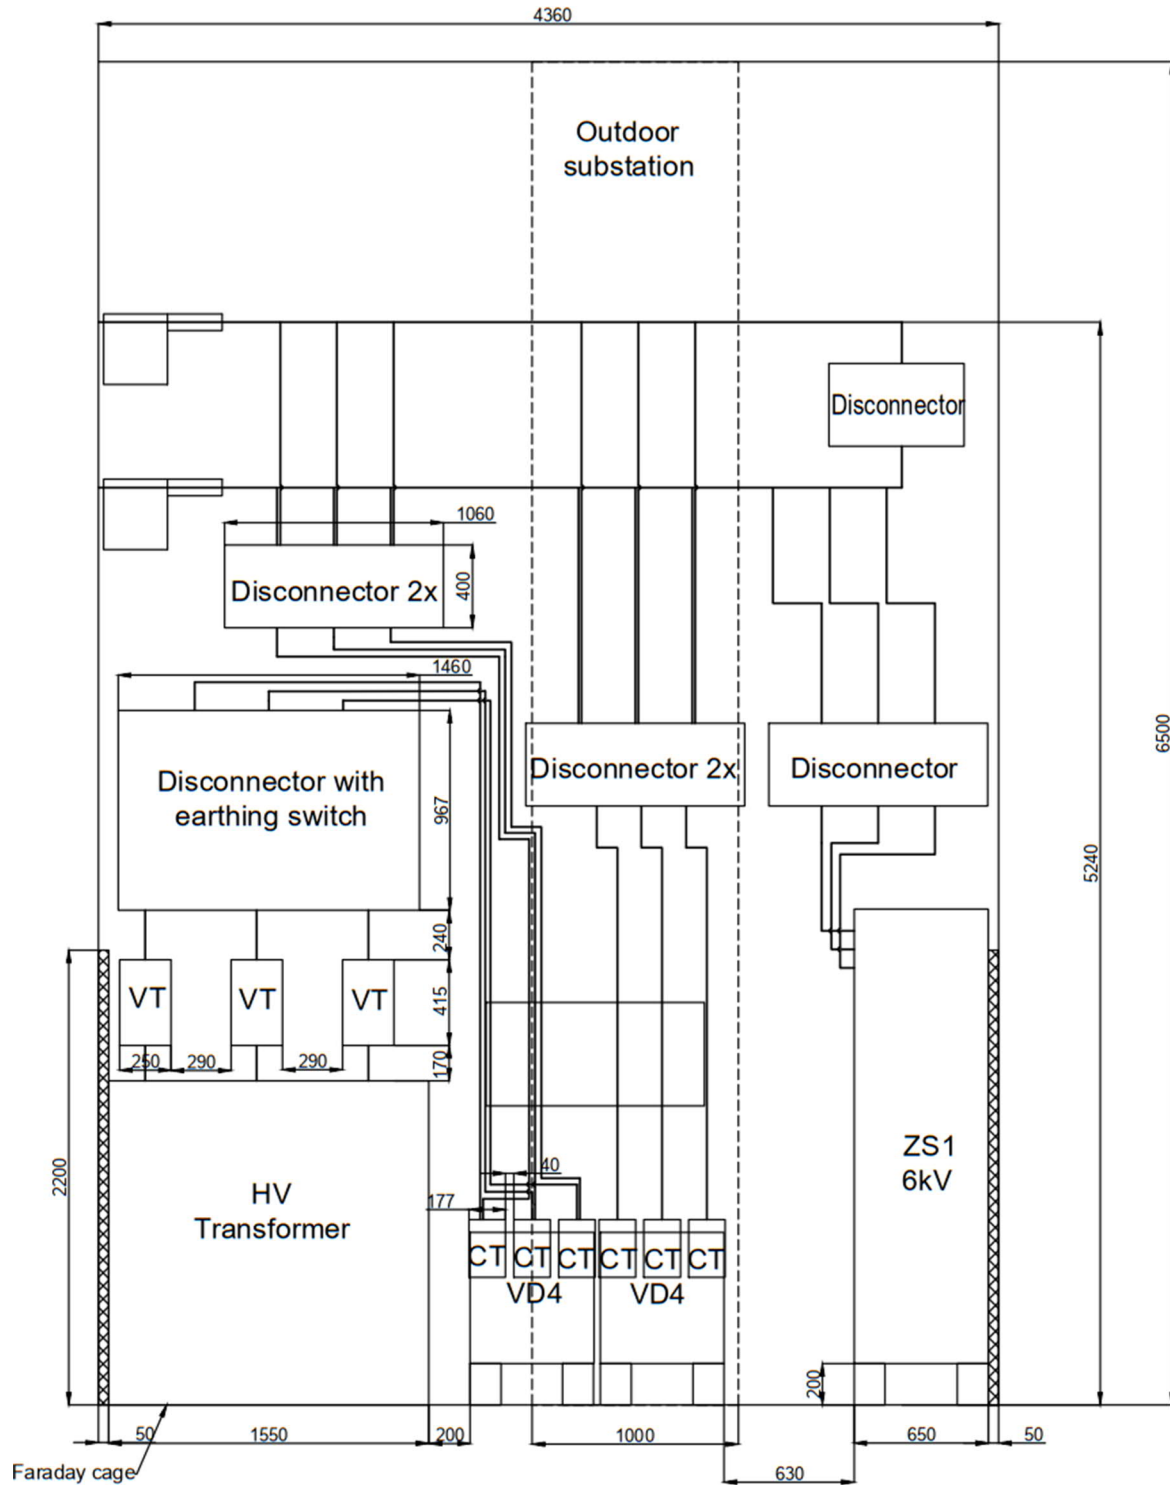 4360
Outdoor
substation
Disconnector
1060
Disconnector 2x
400
1460
6500
Disconnector with
earthing switch
967
Disconnector 2x
Disconnector
5240
240
VT
VT
VT
415
250
290
290
170
2200
HV
Transformer
ZS1
6kV
40
177
CT
CT
CT
CT
CT
CT
VD4
VD4
200
50
1550
200
1000
650
50
Faraday cage
630